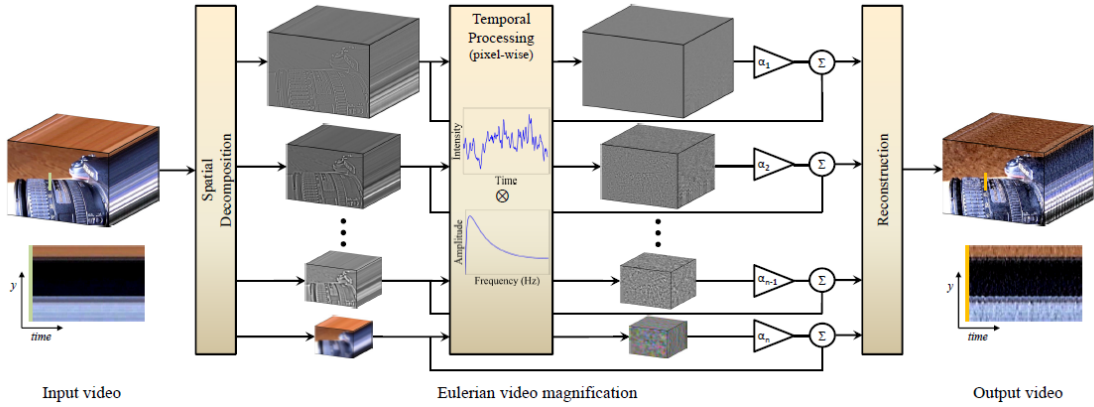 Temporal
Processing
(pixel-wise)
α1
Σ
Spatial
Decomposition
Intensity
Time
⊗
α2
Σ
Reconstruction
Amplitude
Frequency (Hz)
αn-1
Σ
αn
Σ
y
time
y
time
Input video
Eulerian video magnification
Output video